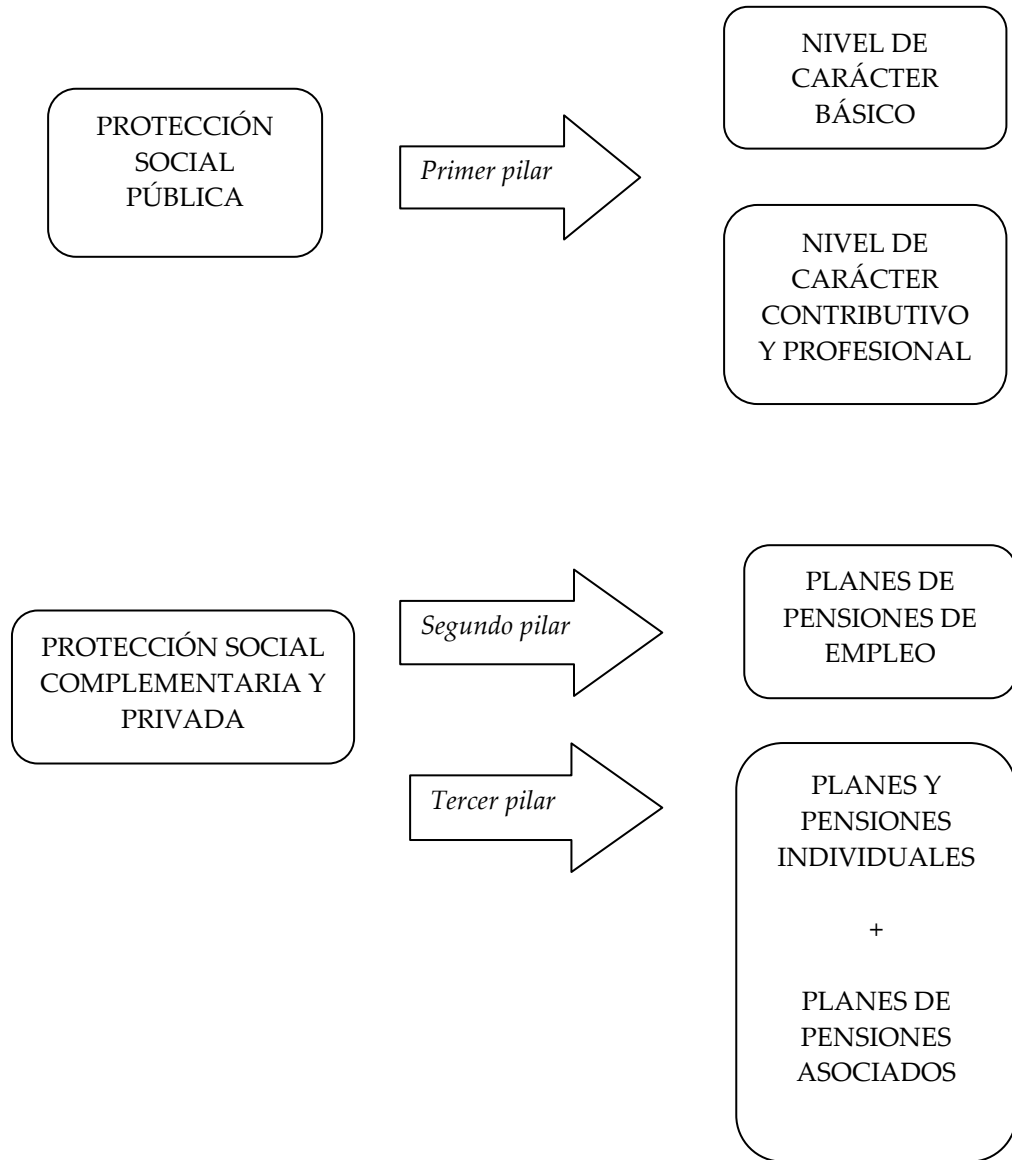 PROTECCIÓN
SOCIAL
PÚBLICA
Primer pilar
NIVEL DE
CARÁCTER
BÁSICO
NIVEL DE
CARÁCTER
CONTRIBUTIVO
Y PROFESIONAL
PROTECCIÓN SOCIAL
COMPLEMENTARIA Y
PRIVADA
Segundo pilar
PLANES DE
PENSIONES DE
EMPLEO
Tercer pilar
PLANES Y
PENSIONES
INDIVIDUALES
+
PLANES DE
PENSIONES
ASOCIADOS